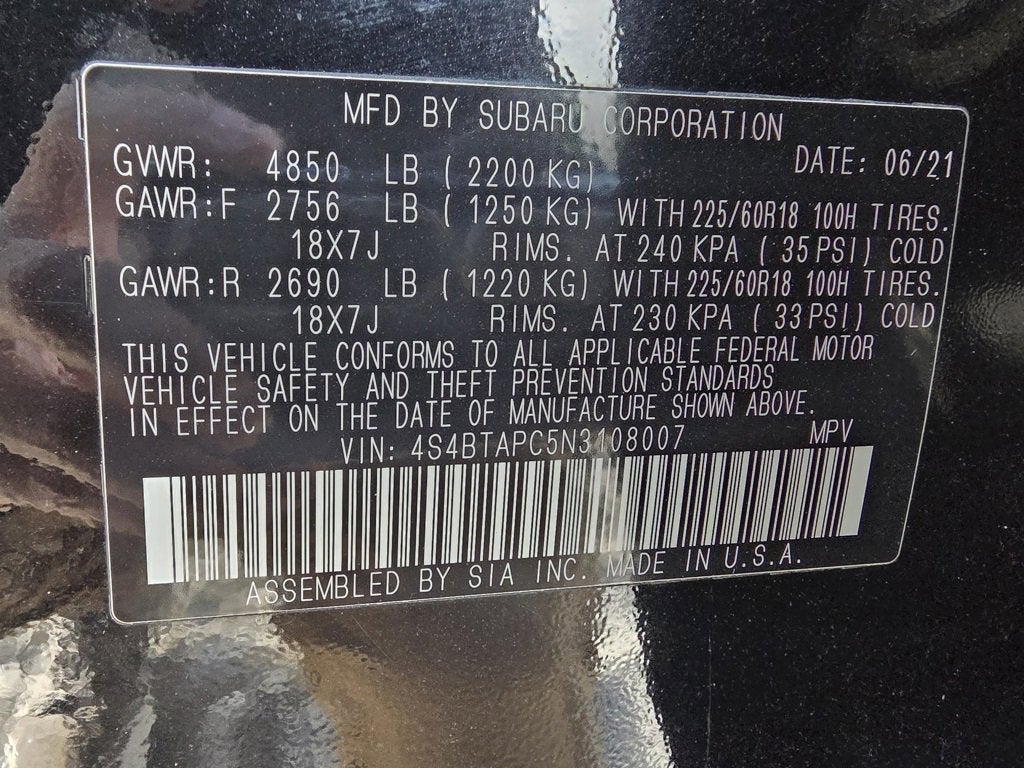 MFD BY SUBARU CORPORATION
GVWR: 4850 LB ( 2200 KG) DATE: 06/21
GAWR:F 2756 LB ( 1250 KG) WITH 225/60R18 100H TIRES.
18X7J RIMS. AT 240 KPA ( 35 PSI) COLD
GAWR:R 2690 LB ( 1220 KG) WITH 225/60R18 100H TIRES.
18X7J RIMS. AT 230 KPA ( 33 PSI) COLD
THIS VEHICLE CONFORMS TO ALL APPLICABLE FEDERAL MOTOR
VEHICLE SAFETY AND THEFT PREVENTION STANDARDS
IN EFFECT ON THE DATE OF MANUFACTURE SHOWN ABOVE.
VIN: 4S4BTAPC5N3108007 MPV
ASSEMBLED BY SIA INC. MADE IN U.S.A.